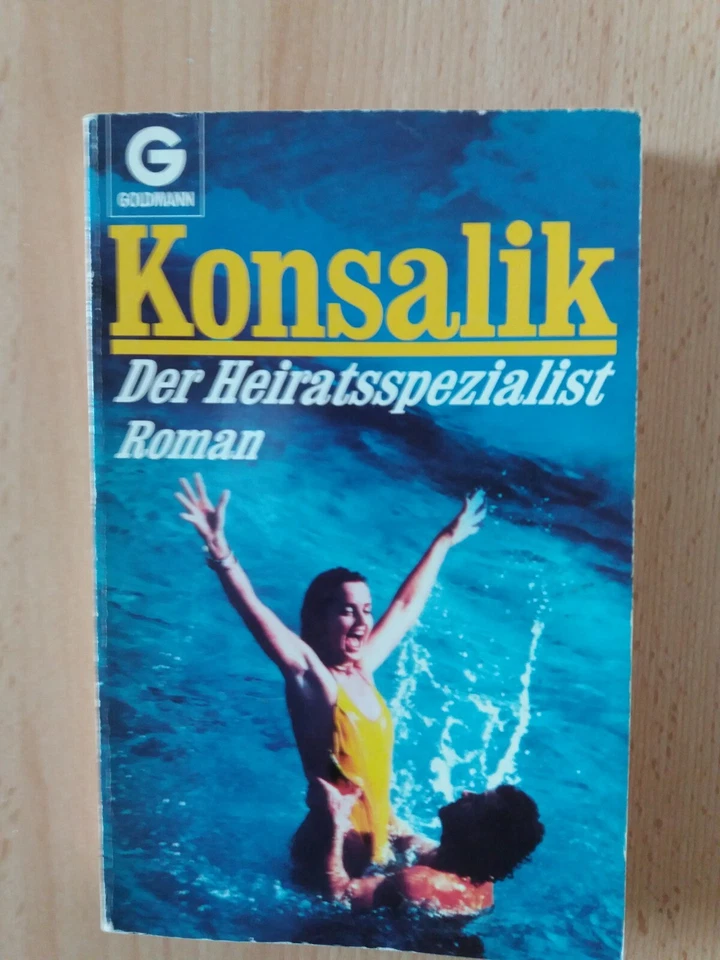 G
GOLDMANN
Konsalik
Der Heiratsspezialist
Roman